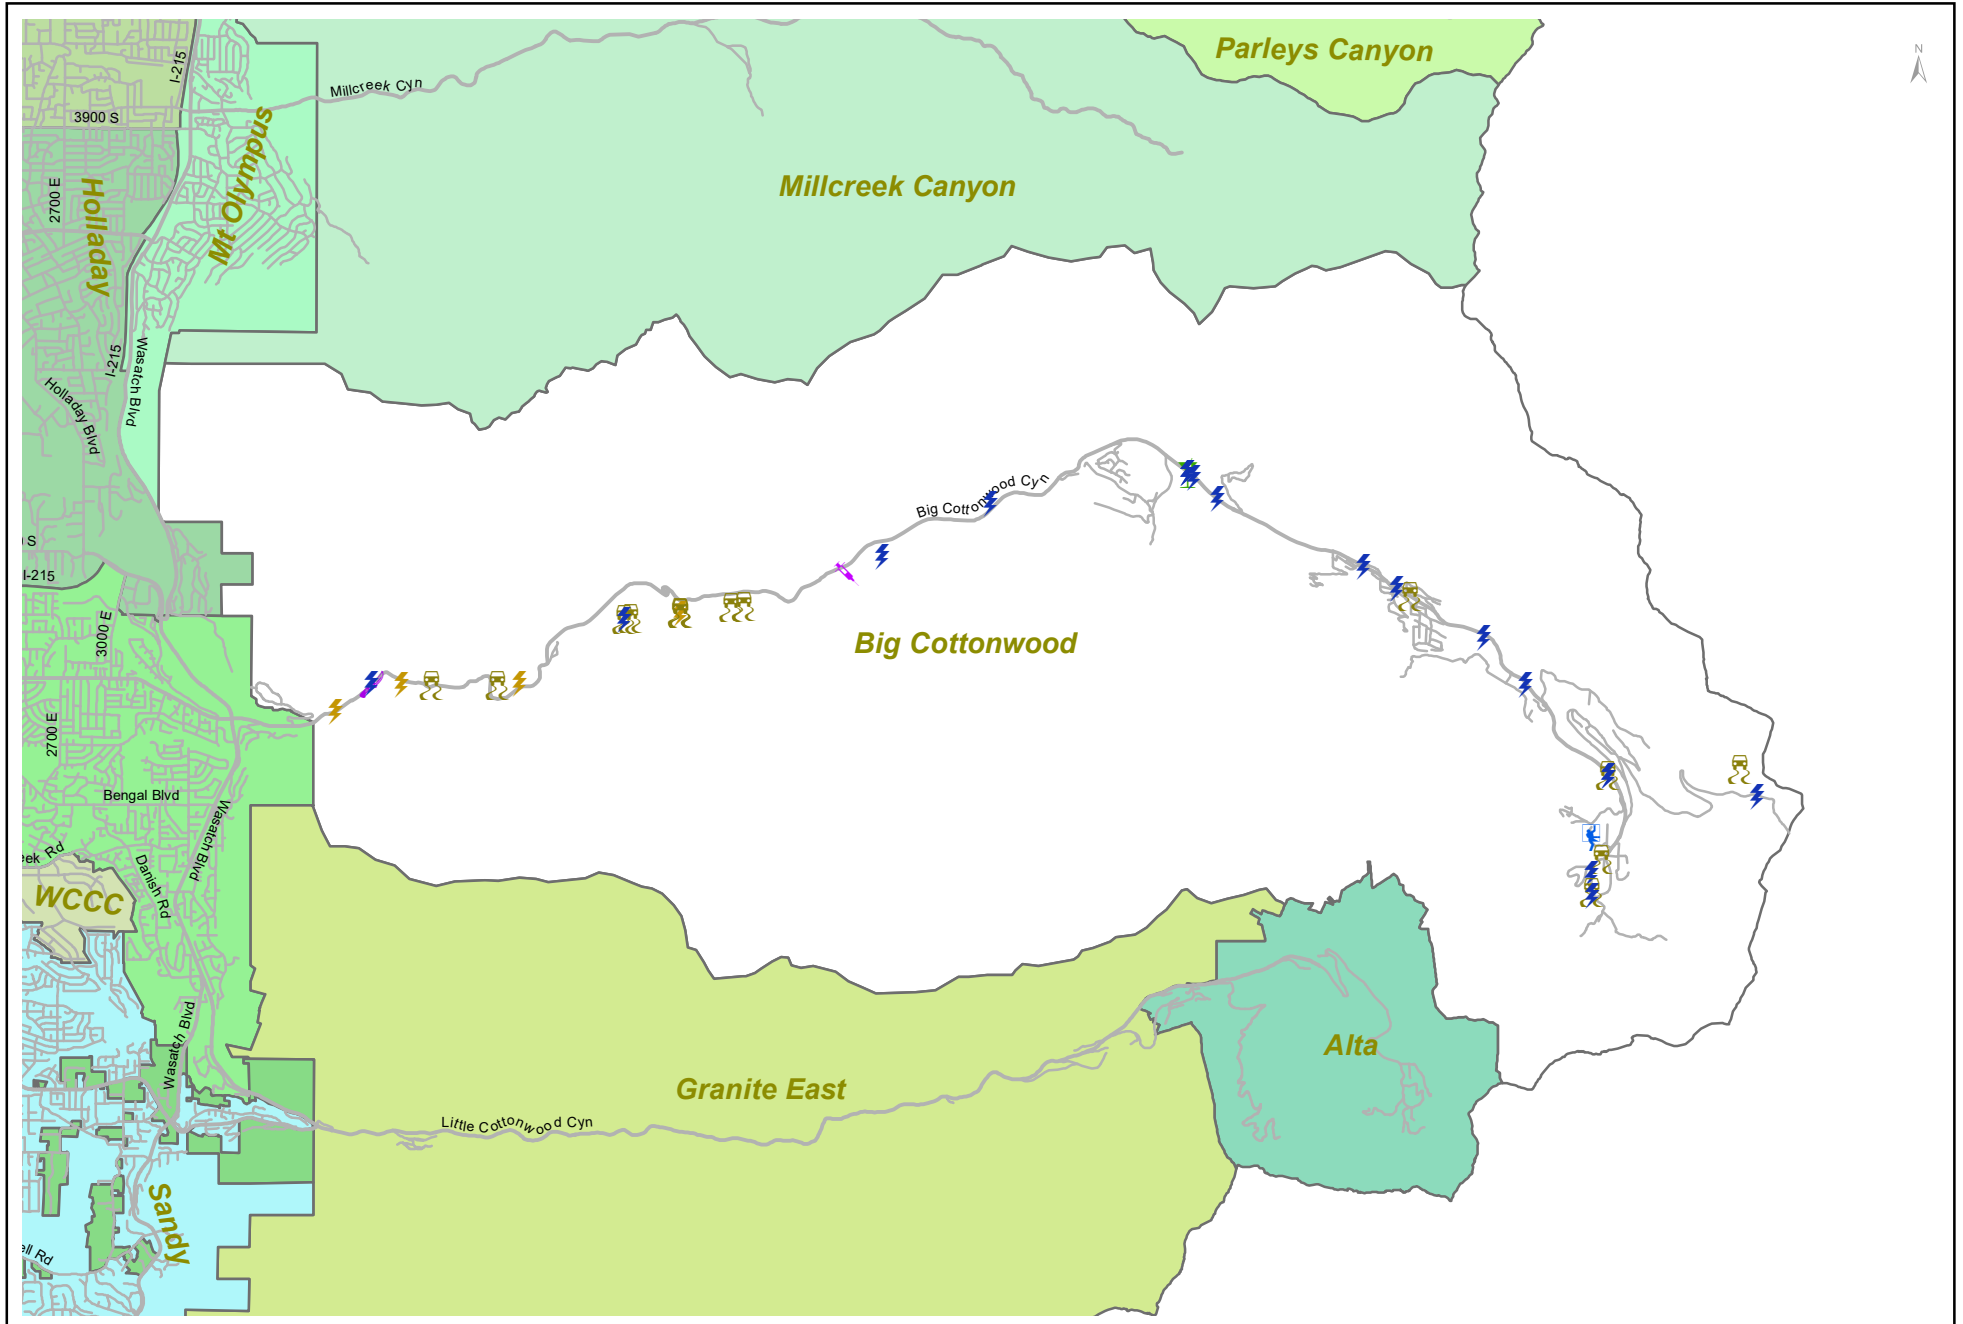 Parleys Canyon
N
I-215
Millcreek Cyn
3900 S
Mt Olympus
Holladay
2700 E
Millcreek Canyon
I-215
Wasatch Blvd
Holladay Blvd
Big Cottonwood Cyn
S
I-215
3000 E
Big Cottonwood
2700 E
Bengal Blvd
Wasatch Blvd
eek Rd
Danish Rd
WCCC
Wasatch Blvd
Alta
Granite East
Little Cottonwood Cyn
Sandy
ell Rd